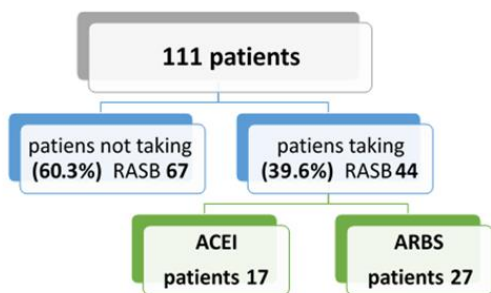 111 patients
patiens not taking
(60.3%) RASB 67
patiens taking
(39.6%) RASB 44
ACEI
patients 17
ARBS
patients 27